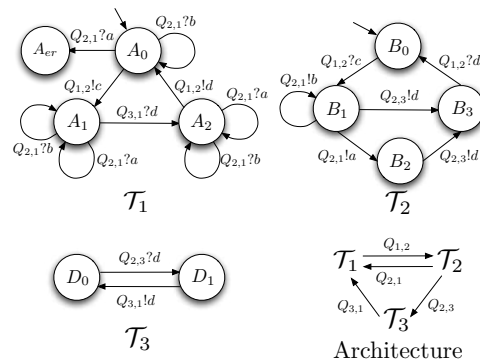 Q2,1?a
Q2,1?b
Aer
A0
B0
Q1,2!c
Q1,2!d
Q1,2?c
Q1,2?d
Q2,1?a
Q2,1!b
Q3,1?d
Q2,3!d
A1
A2
B1
B3
Q2,1?b
Q2,1?a
Q2,1?b
Q2,1!a
Q2,3!d
B2
T1
T2
Q2,3?d
D0
D1
Q3,1!d
T3
Q1,2
T1
T2
Q2,1
Q3,1
Q2,3
T3
Architecture